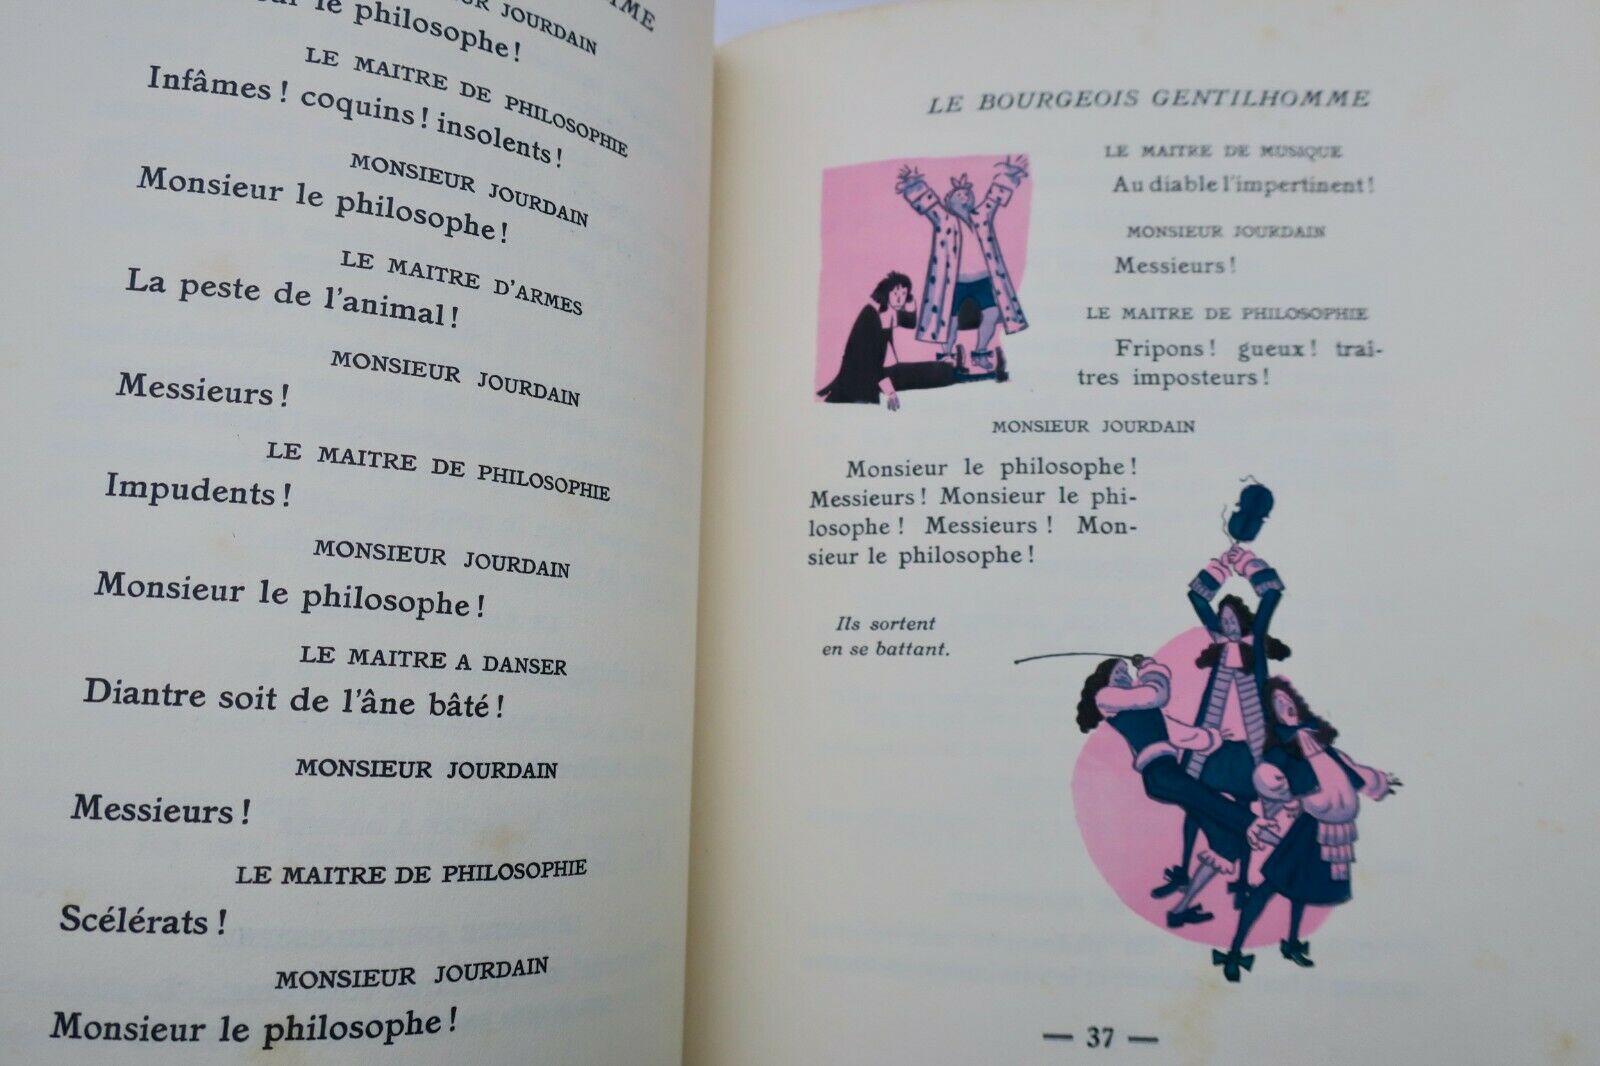 MONSIEUR JOURDAIN
le philosophe !
LE MAITRE DE PHILOSOPHIE
Infâmes ! coquins ! insolents !
MONSIEUR JOURDAIN
Monsieur le philosophe !
LE MAITRE D'ARMES
La peste de l'animal !
MONSIEUR JOURDAIN
Messieurs !
LE MAITRE DE PHILOSOPHIE
Impudents !
MONSIEUR JOURDAIN
Monsieur le philosophe !
LE MAITRE A DANSER
Diantre soit de l'âne bâté !
MONSIEUR JOURDAIN
Messieurs !
LE MAITRE DE PHILOSOPHIE
Scélérats !
MONSIEUR JOURDAIN
Monsieur le philosophe !
LE BOURGEOIS GENTILHOMME
LE MAITRE DE MUSIQUE
Au diable l'impertinent !
MONSIEUR JOURDAIN
Messieurs !
LE MAITRE DE PHILOSOPHIE
Fripons ! gueux ! traî-
tres imposteurs !
MONSIEUR JOURDAIN
Monsieur le philosophe !
Messieurs ! Monsieur le phi-
losophe ! Messieurs ! Mon-
sieur le philosophe !
Ils sortent
en se battant.
— 37 —